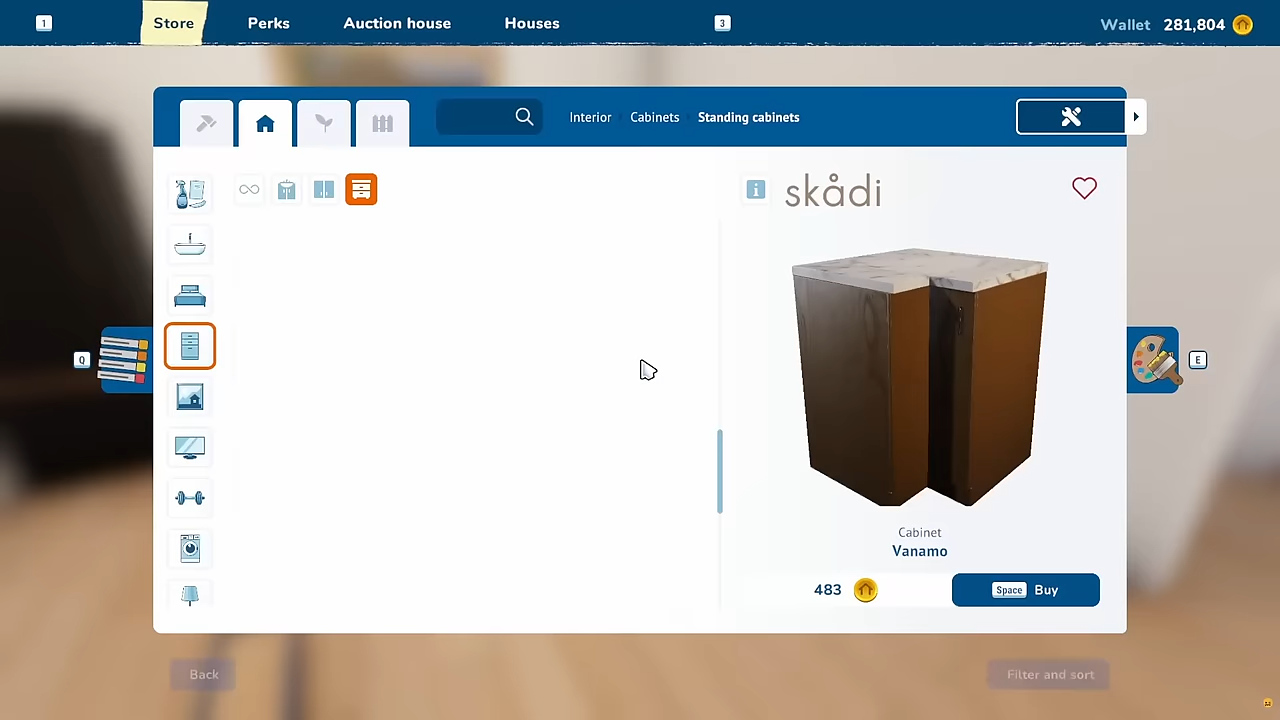 1 Store Perks Auction house Houses 3 Wallet 281,804
Interior Cabinets Standing cabinets
i skådi
Q
E
Cabinet
Vanamo
483 Space Buy
Back Filter and sort